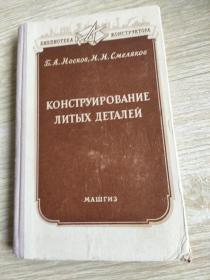 БИБЛИОТЕКА КОНСТРУКТОРА
Б. А. Носков, Н. Н. Смеляков
КОНСТРУИРОВАНИЕ
ЛИТЫХ ДЕТАЛЕЙ
МАШГИЗ